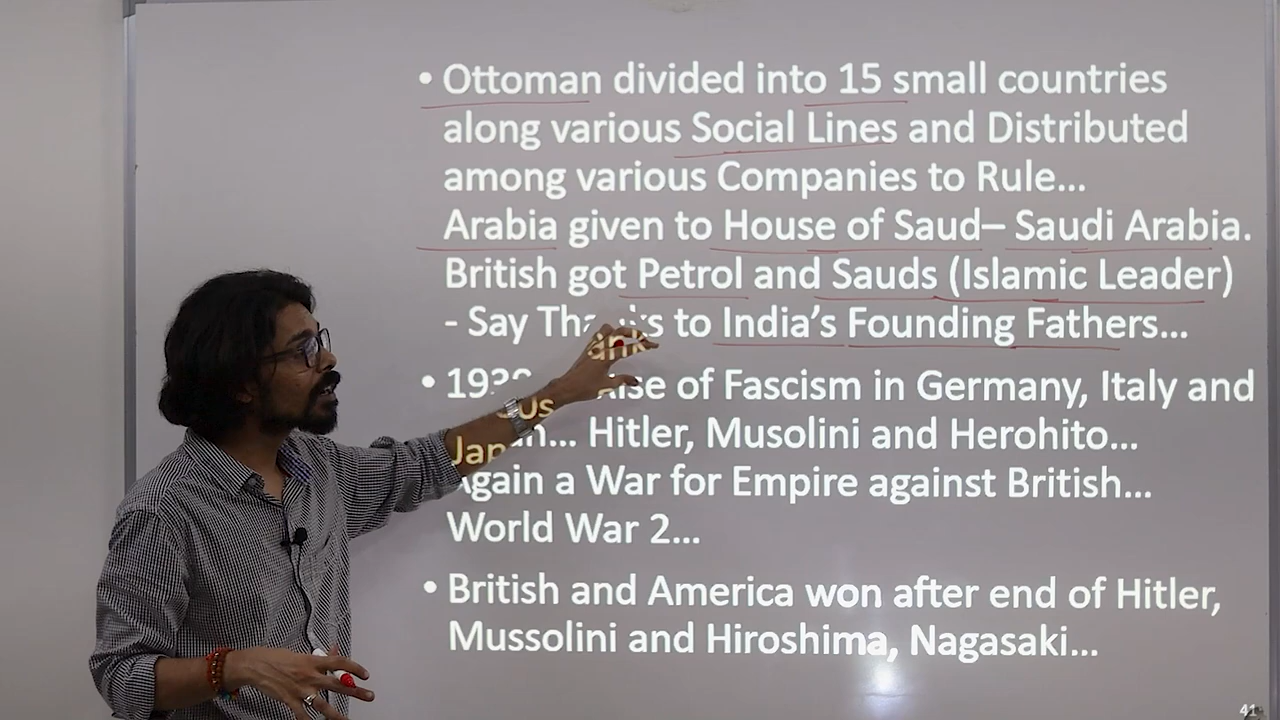 • Ottoman divided into 15 small countries
along various Social Lines and Distributed
among various Companies to Rule...
Arabia given to House of Saud– Saudi Arabia.
British got Petrol and Sauds (Islamic Leader)
- Say Thanks to India's Founding Fathers...
• Rise of Fascism in Germany, Italy and
Japan... Hitler, Musolini and Herohito...
Again a War for Empire against British...
World War 2...
• British and America won after end of Hitler,
Mussolini and Hiroshima, Nagasaki...